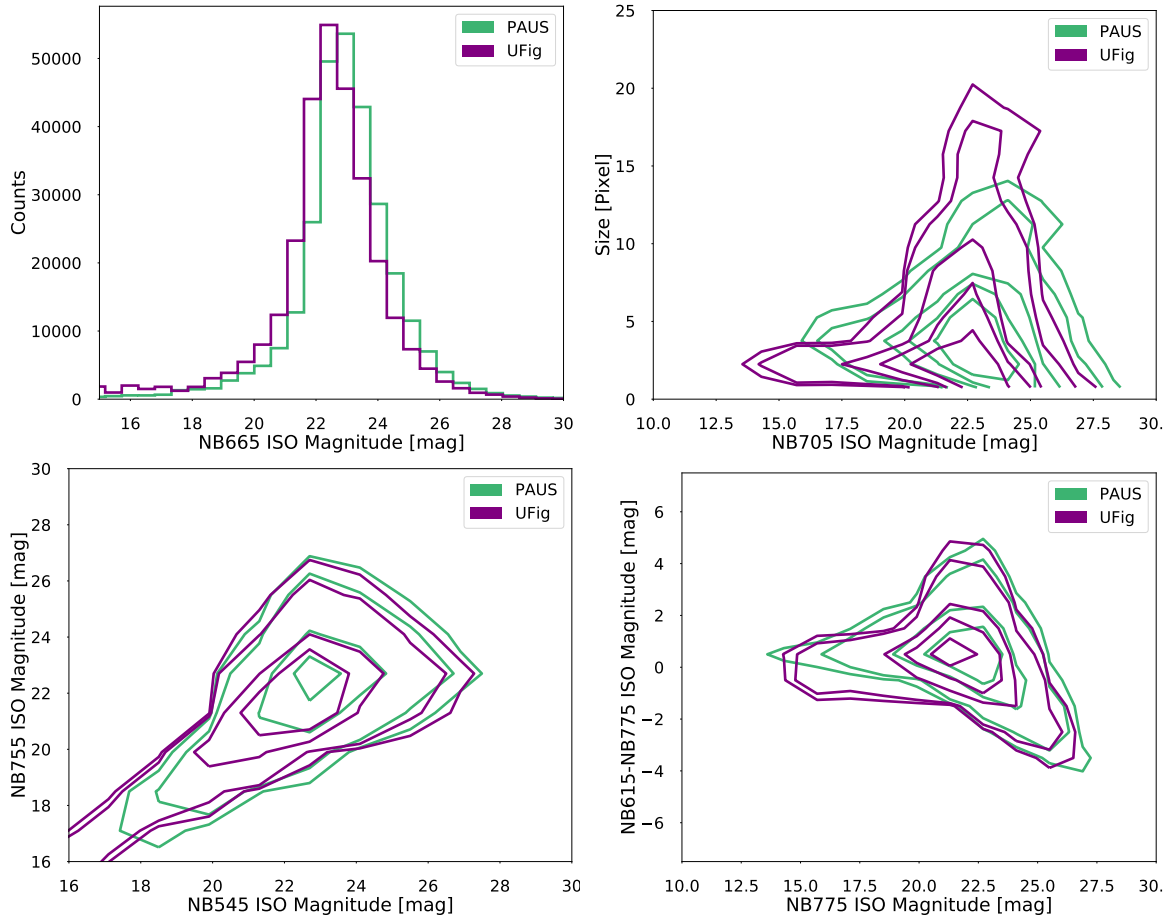 50000
40000
30000
20000
10000
0
Counts
PAUS
UFig
16 18 20 22 24 26 28 30
NB665 ISO Magnitude [mag]
25
20
15
10
5
0
Size [Pixel]
PAUS
UFig
10.0 12.5 15.0 17.5 20.0 22.5 25.0 27.5 30.
NB705 ISO Magnitude [mag]
30
28
26
24
22
20
18
16
NB755 ISO Magnitude [mag]
PAUS
UFig
16 18 20 22 24 26 28 30
NB545 ISO Magnitude [mag]
6
4
2
0
−2
−4
−6
NB615-NB775 ISO Magnitude [mag]
PAUS
UFig
10.0 12.5 15.0 17.5 20.0 22.5 25.0 27.5 30.
NB775 ISO Magnitude [mag]